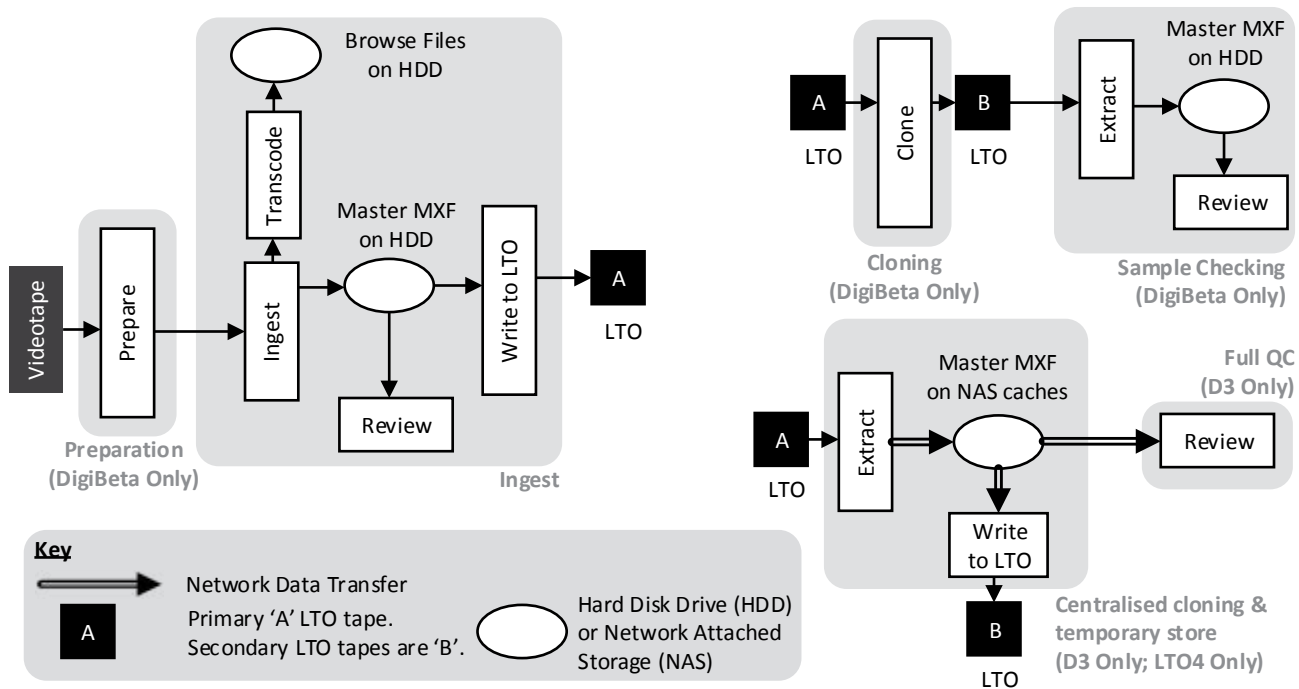 Browse Files
on HDD
Transcode
Master MXF
on HDD
Videotape
Prepare
Ingest
Write to LTO
A
LTO
Review
Preparation
(DigiBeta Only)
Ingest
A
LTO
Clone
B
LTO
Cloning
(DigiBeta Only)
Master MXF
on HDD
Extract
Review
Sample Checking
(DigiBeta Only)
A
LTO
Extract
Master MXF
on NAS caches
Write
to LTO
B
LTO
Full QC
(D3 Only)
Review
Centralised cloning &
temporary store
(D3 Only; LTO4 Only)
Key
Network Data Transfer
A
Primary ‘A’ LTO tape.
Secondary LTO tapes are ‘B’.
Hard Disk Drive (HDD)
or Network Attached
Storage (NAS)